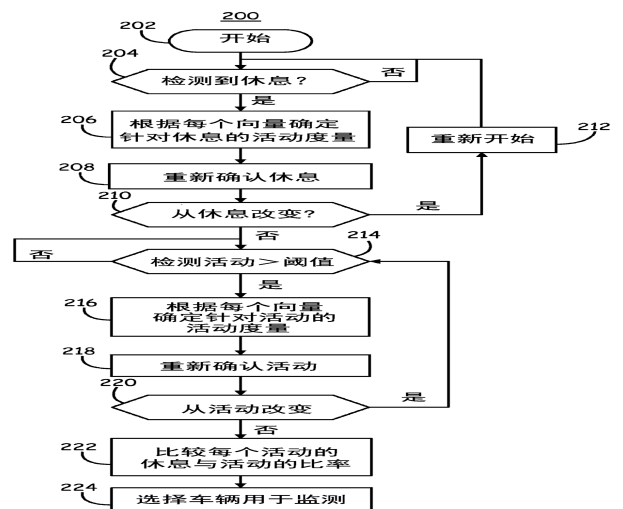 200
202
开始
204
检测到休息?
否
是
206
根据每个向量确定
针对休息的活动度量
重新开始
212
208
重新确认休息
210
从休息改变?
是
否
214
否
检测活动>阈值
是
216
根据每个向量
确定针对活动的
活动度量
218
重新确认活动
220
从活动改变
是
否
222
比较每个活动的
休息与活动的比率
224
选择车辆用于监测